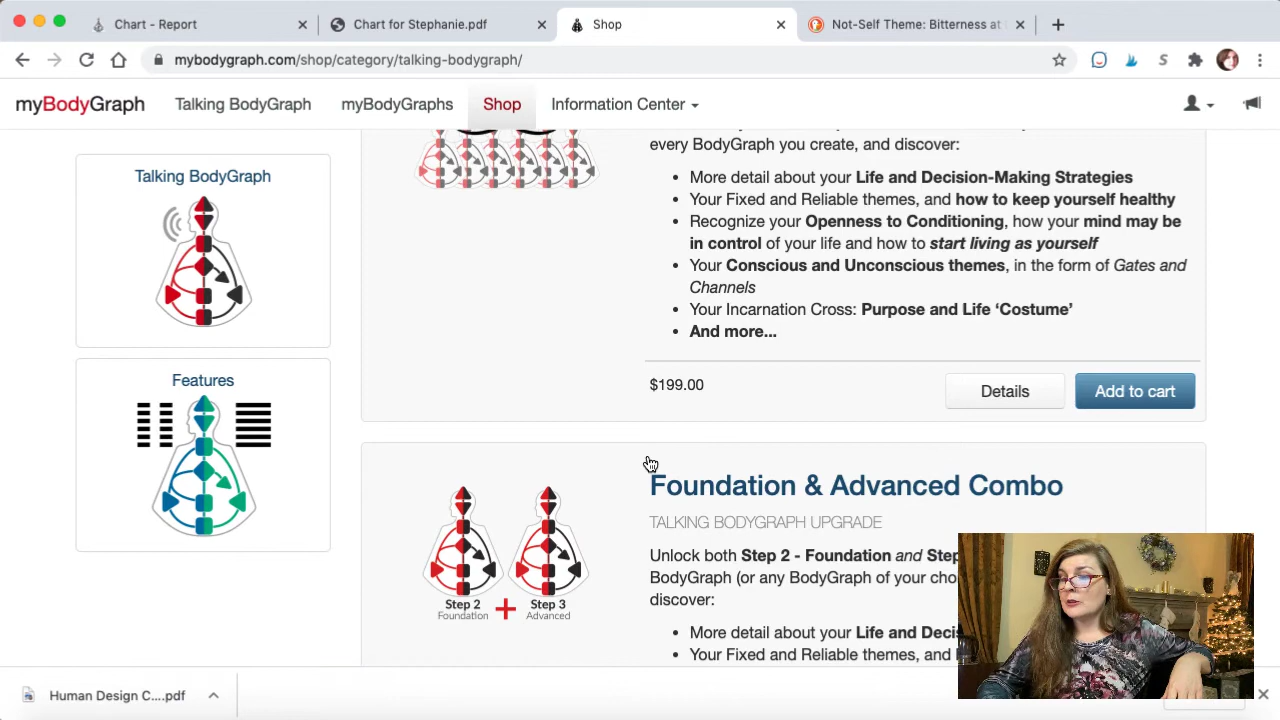 Chart - Report
Chart for Stephanie.pdf
Shop
Not-Self Theme: Bitterness at
mybodygraph.com/shop/category/talking-bodygraph/
myBodyGraph
Talking BodyGraph
myBodyGraphs
Shop
Information Center
Talking BodyGraph
Features
every BodyGraph you create, and discover:
• More detail about your Life and Decision-Making Strategies
• Your Fixed and Reliable themes, and how to keep yourself healthy
• Recognize your Openness to Conditioning, how your mind may be
in control of your life and how to start living as yourself
• Your Conscious and Unconscious themes, in the form of Gates and
Channels
• Your Incarnation Cross: Purpose and Life ‘Costume’
• And more...
$199.00
Details
Add to cart
Foundation & Advanced Combo
TALKING BODYGRAPH UPGRADE
Unlock both Step 2 - Foundation and Step
BodyGraph (or any BodyGraph of your
discover:
• More detail about your Life and
• Your Fixed and Reliable themes, and
Step 2
Foundation
+
Step 3
Advanced
Human Design C....pdf